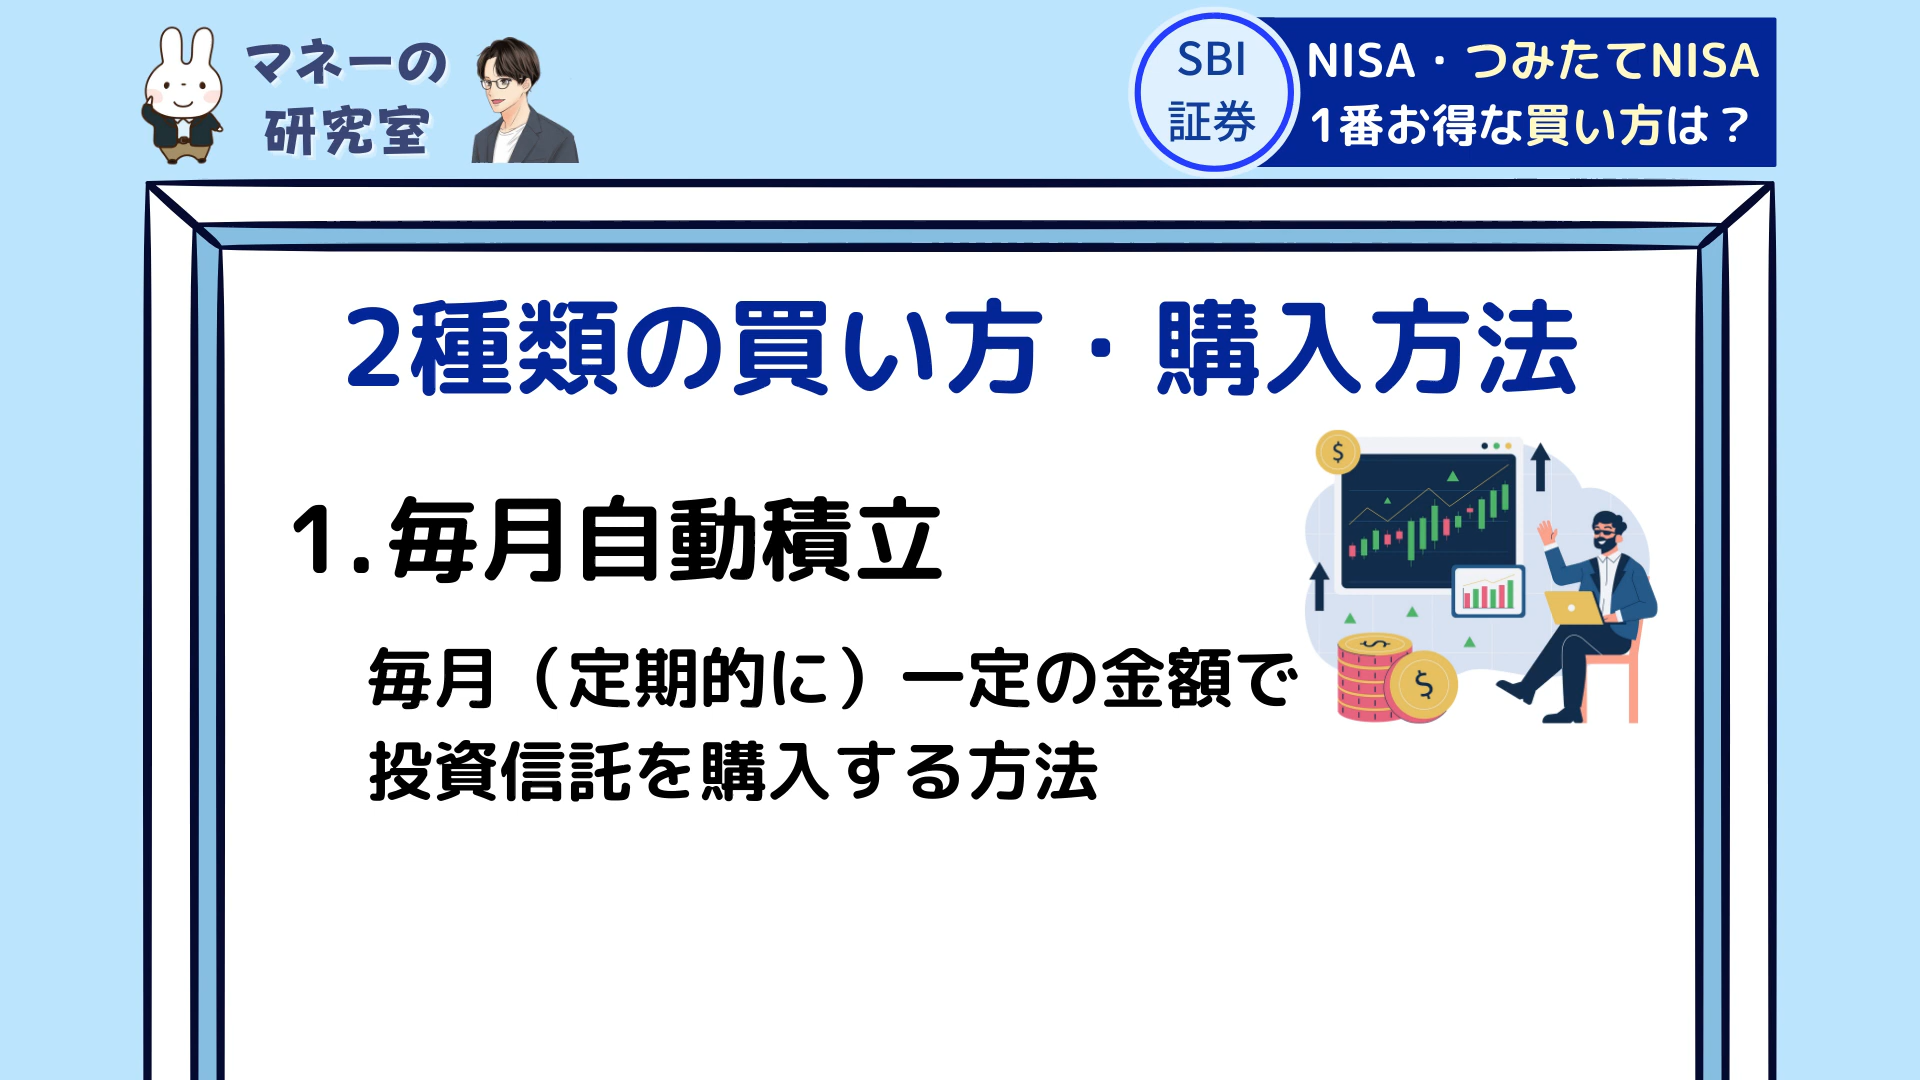 マネーの
研究室
SBI
証券
NISA・つみたてNISA
1番お得な買い方は？
2種類の買い方・購入方法
1.毎月自動積立
毎月（定期的に）一定の金額で
投資信託を購入する方法
$
$
$